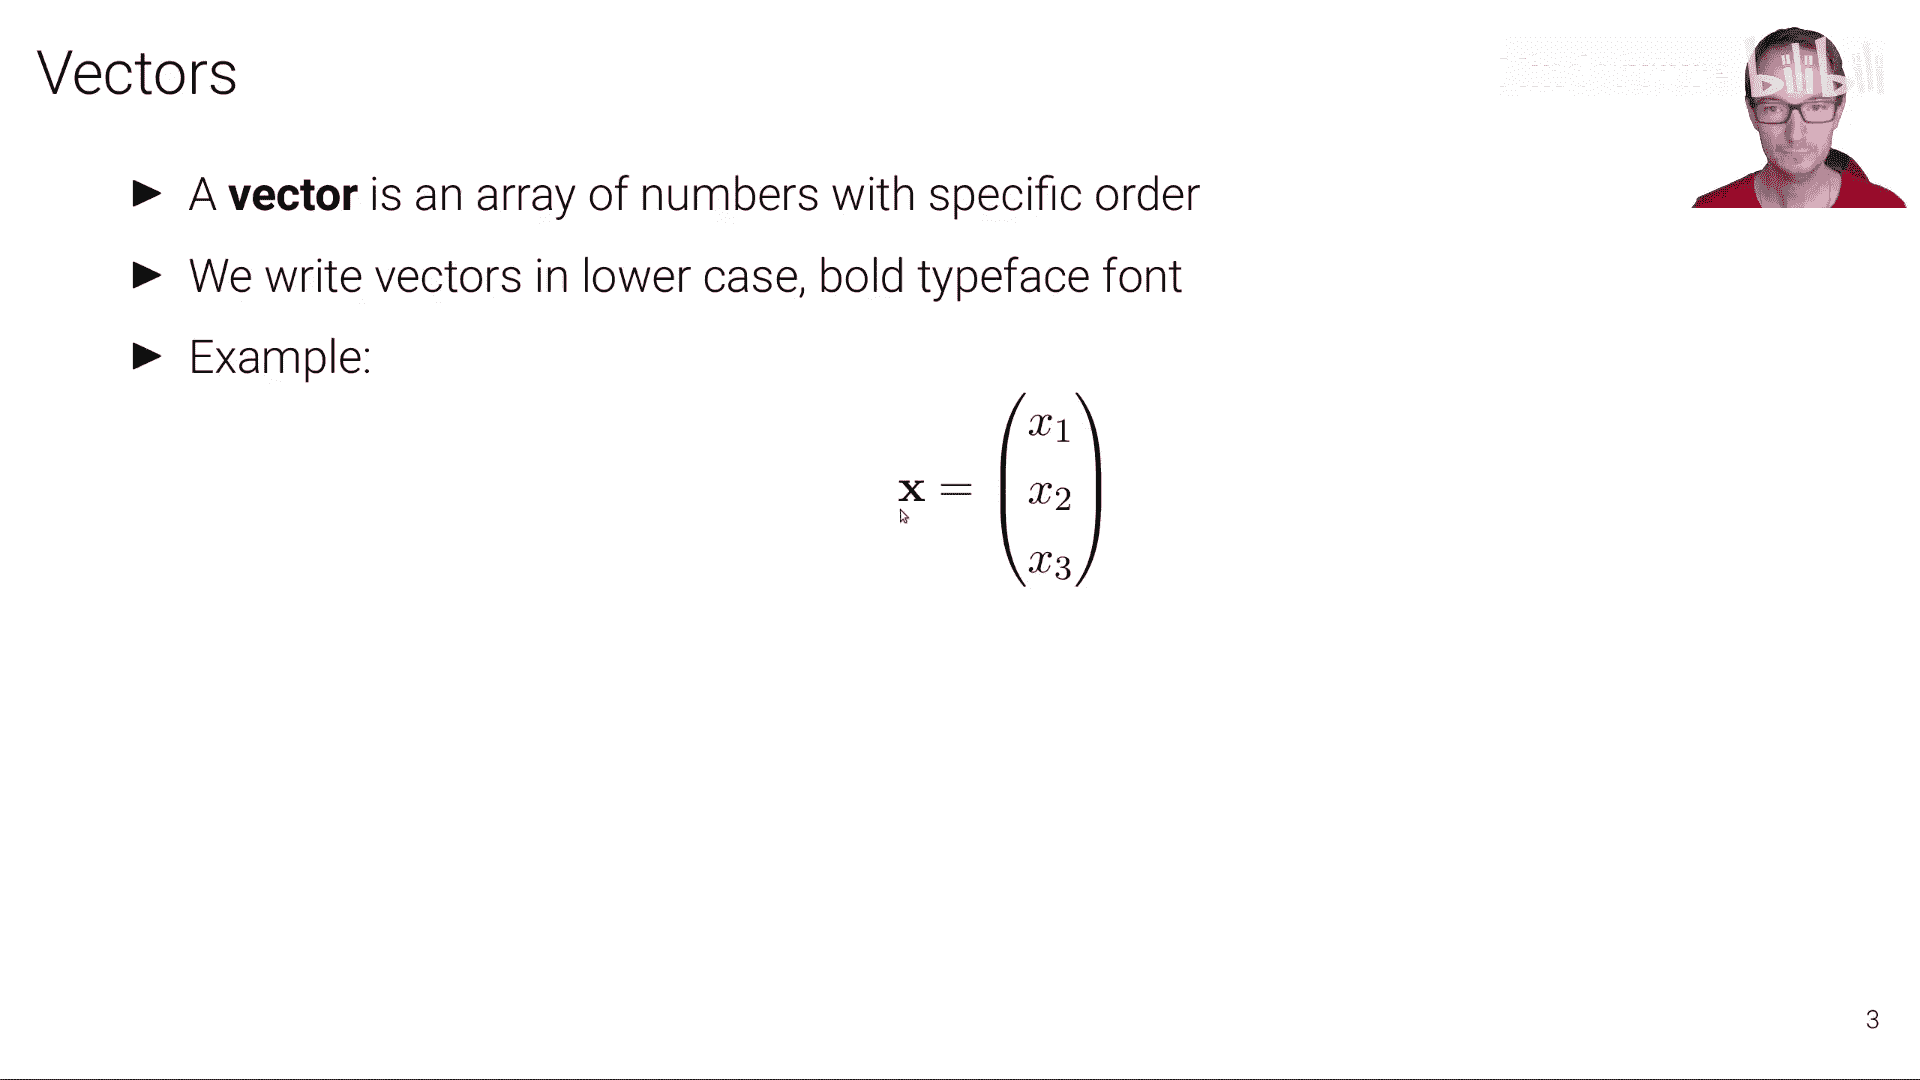 Vectors
bilibili
▶ A vector is an array of numbers with specific order
▶ We write vectors in lower case, bold typeface font
▶ Example:
x₁
x = x₂
x₃
3